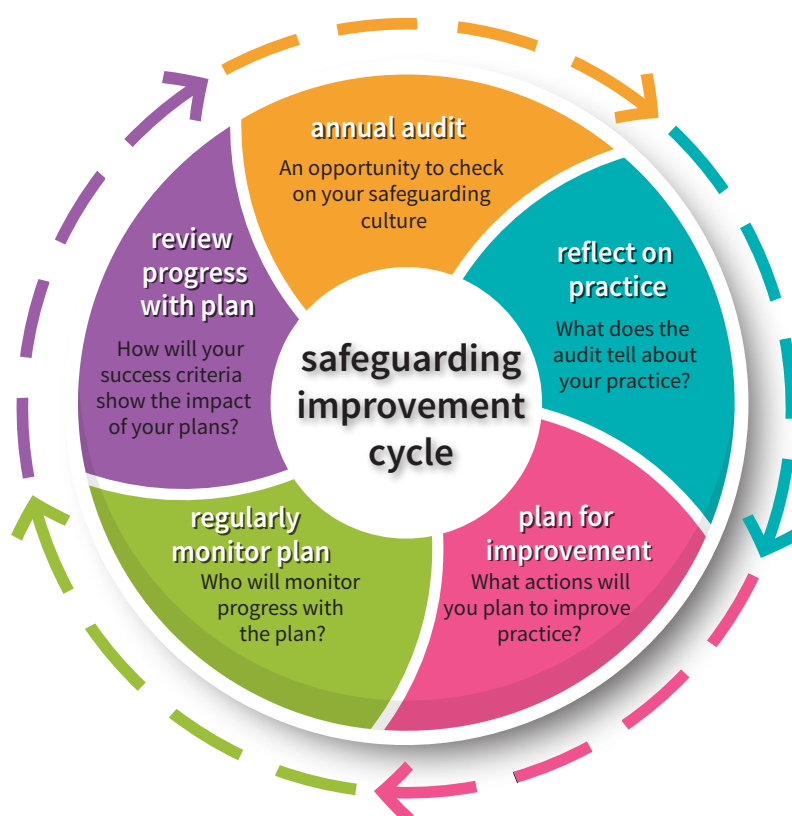 annual audit
An opportunity to check
on your safeguarding
culture
reflect on
practice
What does the
audit tell about
your practice?
plan for
improvement
What actions will
you plan to improve
practice?
regularly
monitor plan
Who will monitor
progress with
the plan?
review
progress
with plan
How will your
success criteria
show the impact
of your plans?
safeguarding
improvement
cycle